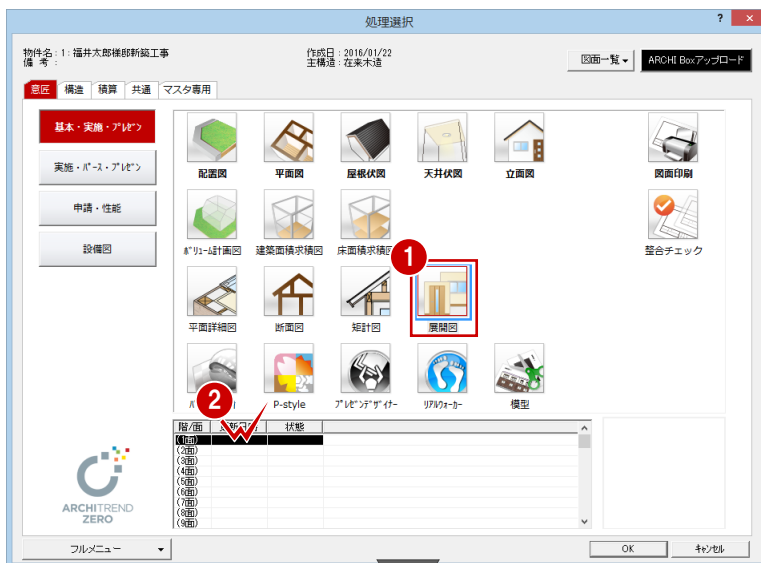 処理選択
? ×
物件名：1：福井太郎様邸新築工事
備 考：
作成日：2016/01/22
主構造：在来木造
図面一覧
ARCHI Boxアップロード
意匠 構造 積算 共通 マスタ専用
基本・実施・ﾌﾟﾚｾﾞﾝ
実施・ﾊﾟｰｽ・ﾌﾟﾚｾﾞﾝ
申請・性能
設備図
配置図 平面図 屋根伏図 天井伏図 立面図 図面印刷
ﾎﾞﾘｭｰﾑ計画図 建築面積求積図 床面積求積 整合チェック
1
平面詳細図 断面図 矩計図 展開図
P-style ﾌﾟﾚｾﾞﾝﾃﾞｻﾞｲﾅｰ ﾘｱﾙｳｫｰｶｰ 模型
2
階/面 状態
(1面)
(2面)
(3面)
(4面)
(5面)
(6面)
(7面)
(8面)
(9面)
ARCHITREND
ZERO
フルメニュー
OK ｷｬﾝｾﾙ